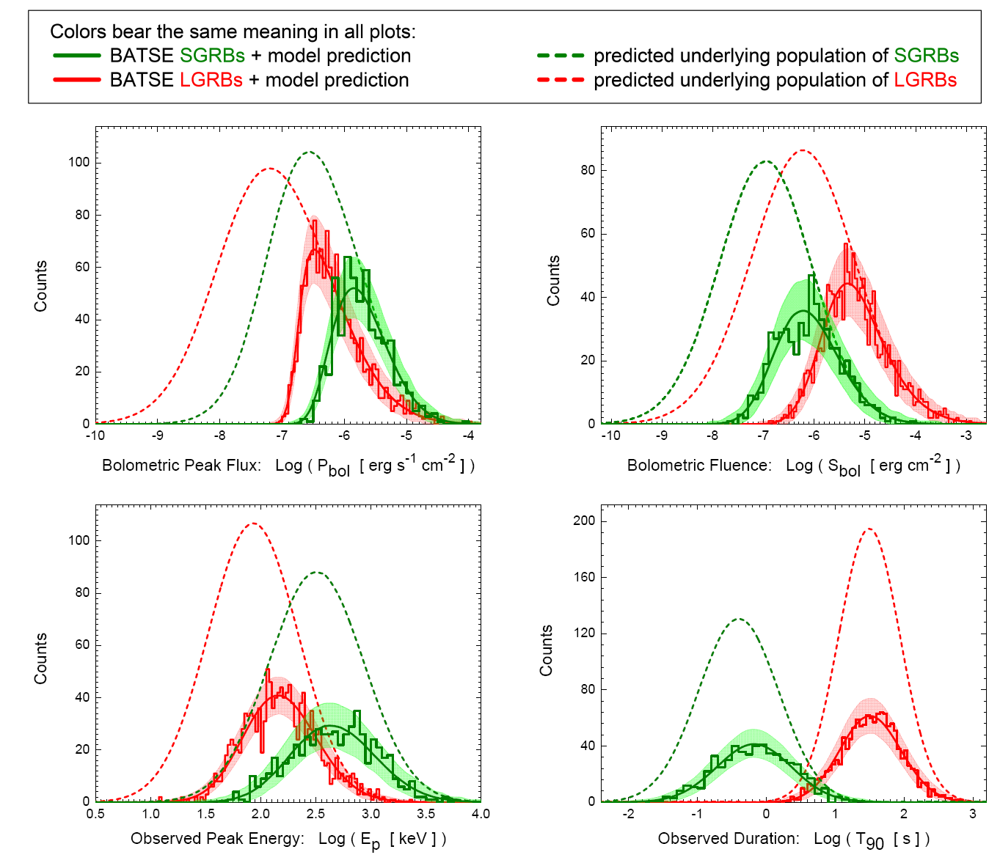 Colors bear the same meaning in all plots:
BATSE SGRBs + model prediction
predicted underlying population of SGRBs
BATSE LGRBs + model prediction
predicted underlying population of LGRBs
100
80
60
40
20
0
Counts
-10 -9 -8 -7 -6 -5 -4
Bolometric Peak Flux: Log ( P_bol [ erg s^-1 cm^-2 ] )
80
60
40
20
0
Counts
-10 -9 -8 -7 -6 -5 -4 -3
Bolometric Fluence: Log ( S_bol [ erg cm^-2 ] )
100
80
60
40
20
0
Counts
0.5 1.0 1.5 2.0 2.5 3.0 3.5 4.0
Observed Peak Energy: Log ( E_p [ keV ] )
200
160
120
80
40
0
Counts
-2 -1 0 1 2 3
Observed Duration: Log ( T_90 [ s ] )